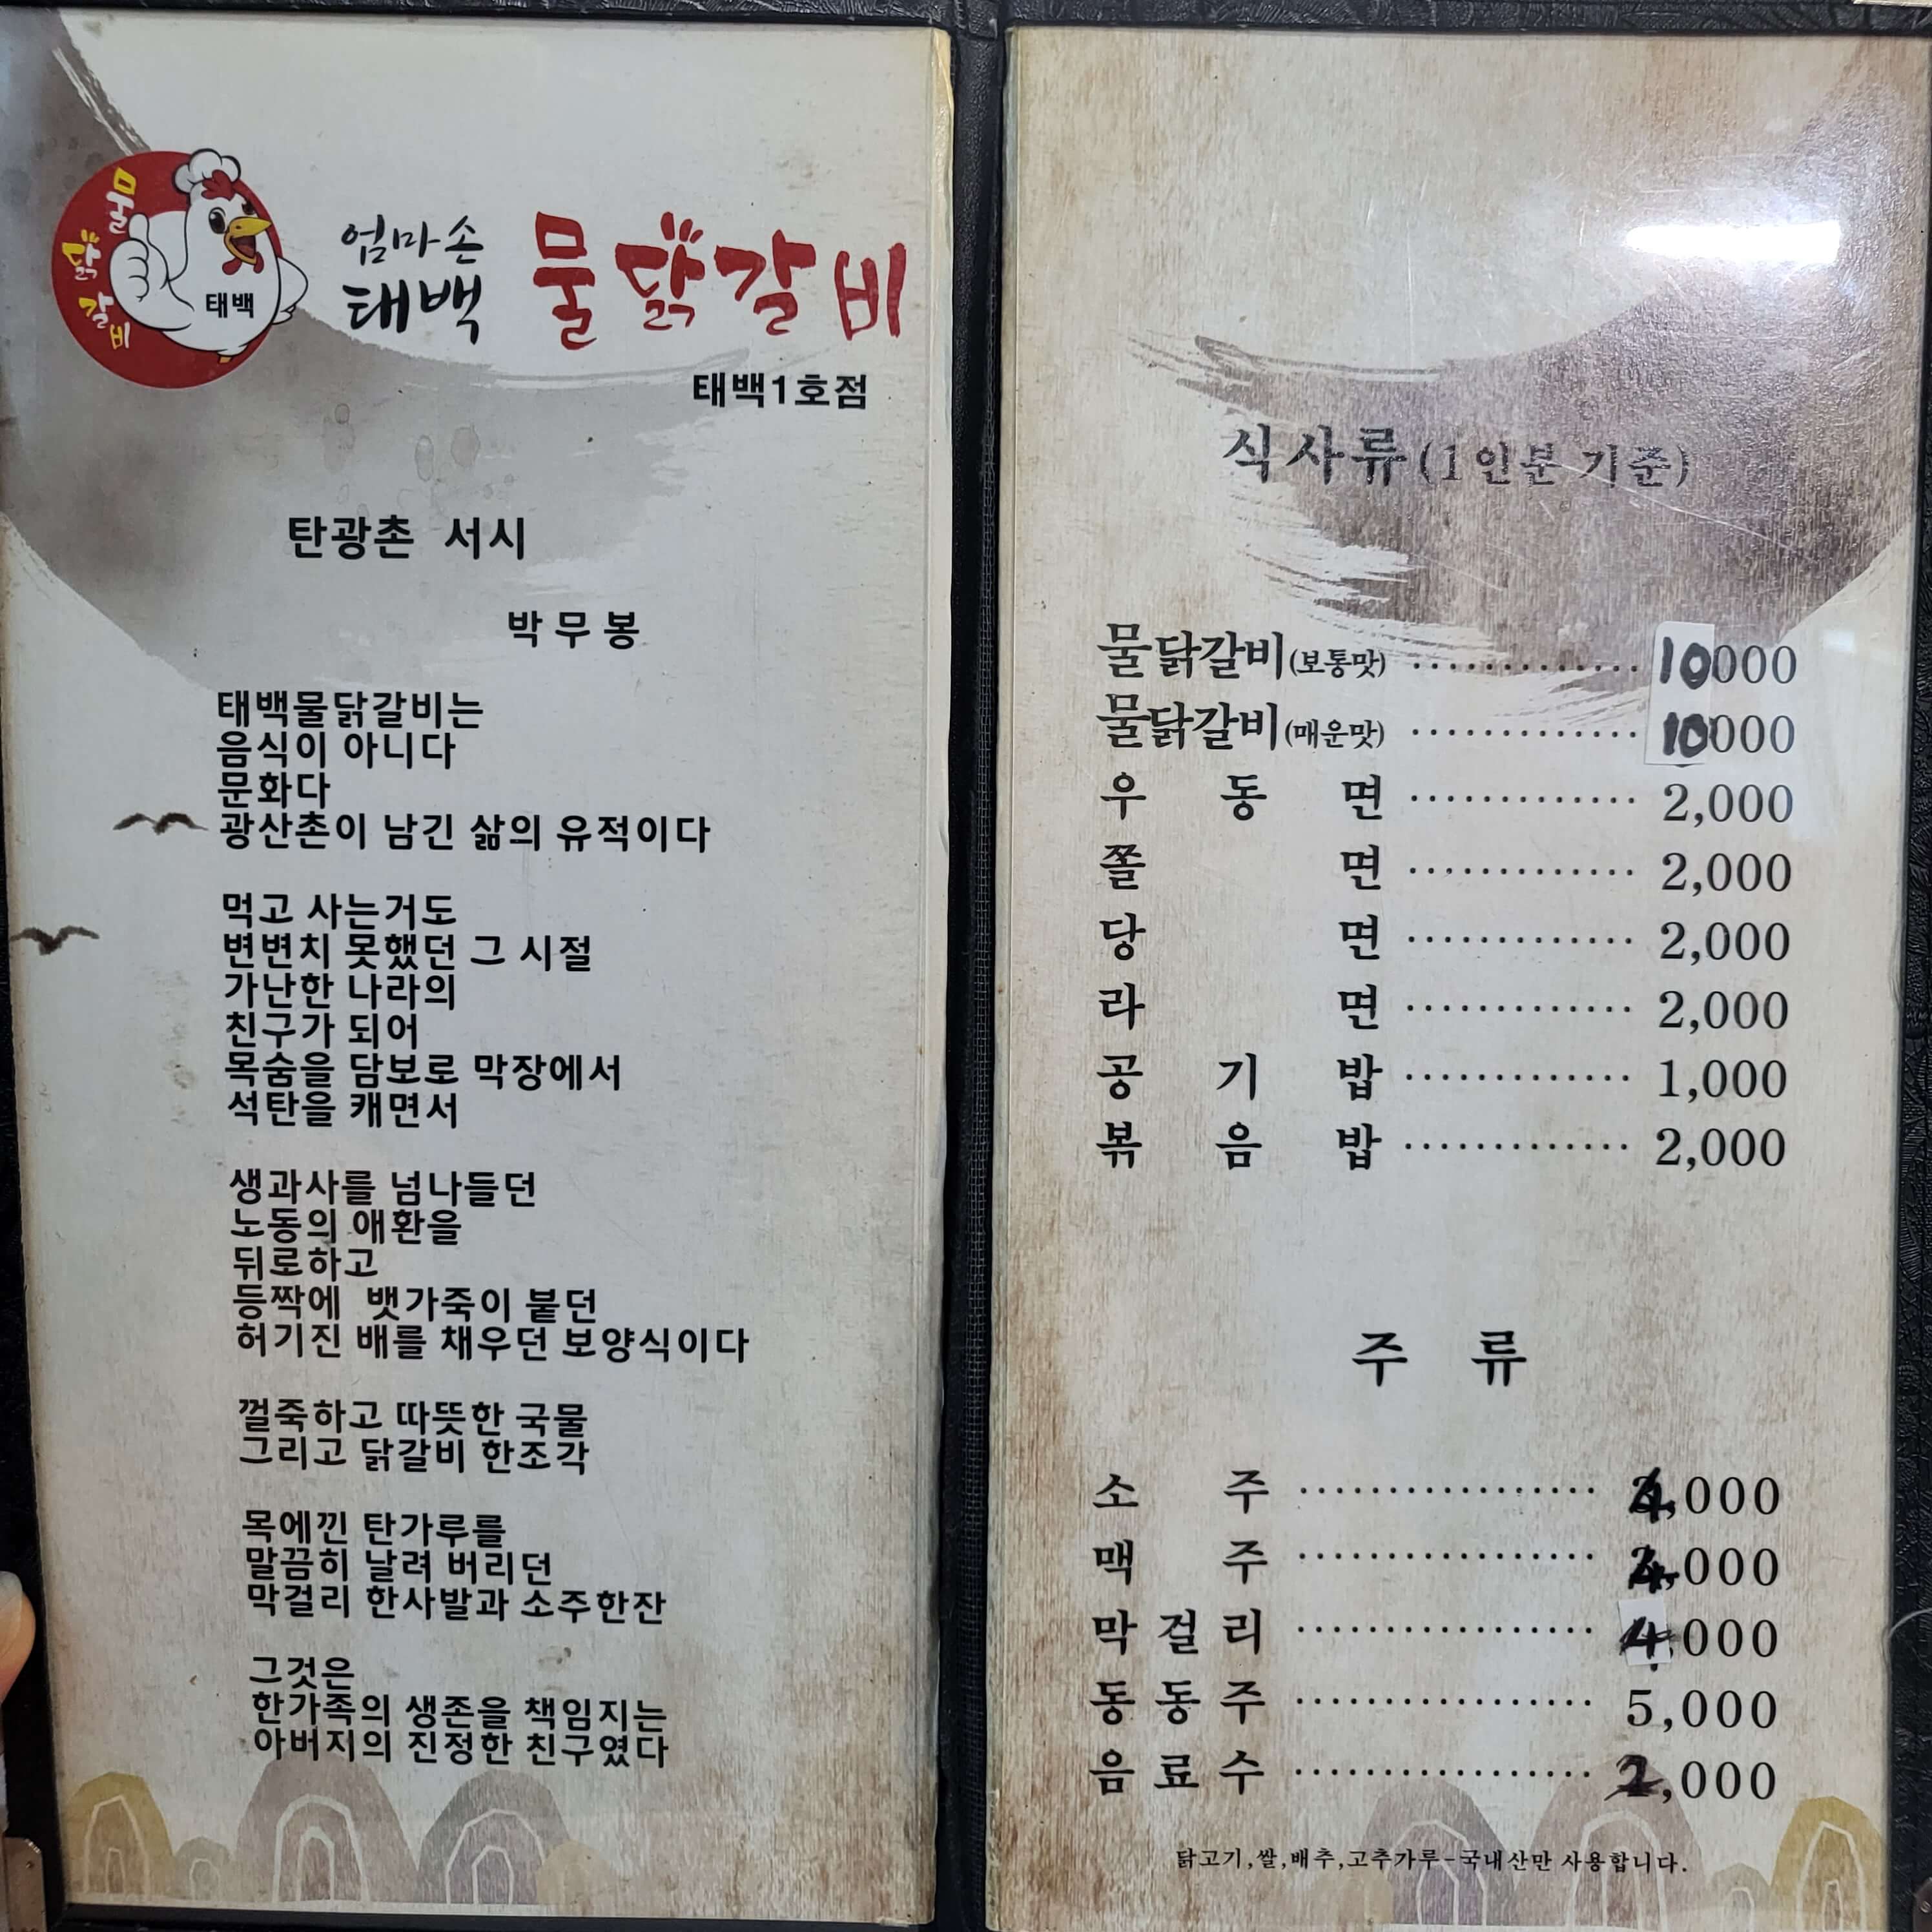 물닭갈비
태백
엄마손
태백 물닭갈비
태백1호점
탄광촌 서시
박무봉
태백물닭갈비는
음식이 아니다
문화다
광산촌이 남긴 삶의 유적이다
먹고 사는거도
변변치 못했던 그 시절
가난한 나라의
친구가 되어
목숨을 담보로 막장에서
석탄을 캐면서
생과사를 넘나들던
노동의 애환을
뒤로하고
등짝에 뱃가죽이 붙던
허기진 배를 채우던 보양식이다
껄죽하고 따뜻한 국물
그리고 닭갈비 한조각
목에낀 탄가루를
말끔히 날려 버리던
막걸리 한사발과 소주한잔
그것은
한가족의 생존을 책임지는
아버지의 진정한 친구였다
식사류(1인분 기준)
물닭갈비(보통맛) ············· 10000
물닭갈비(매운맛) ············· 10000
우동면 ············· 2,000
쫄면 ············· 2,000
당면 ············· 2,000
라면 ············· 2,000
공기밥 ············· 1,000
볶음밥 ············· 2,000
주류
소주 ················· 4,000
맥주 ················· 4,000
막걸리 ················· 4,000
동동주 ················· 5,000
음료수 ················· 2,000
닭고기,쌀,배추,고추가루-국내산만 사용합니다.